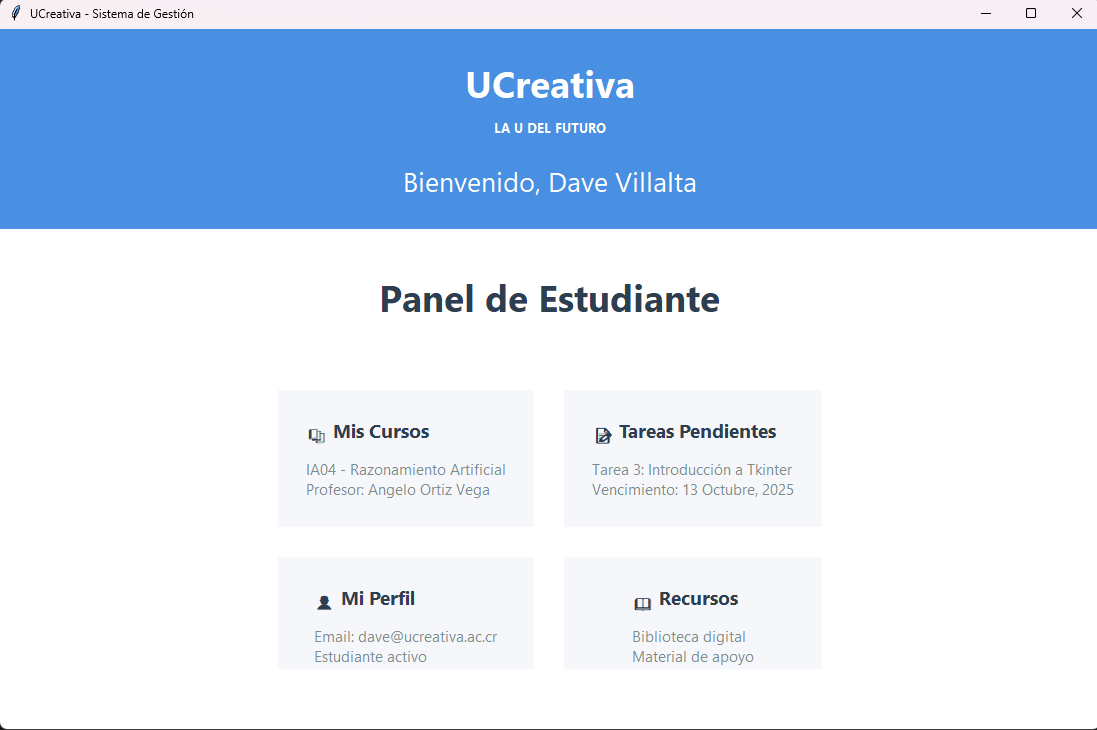 UCreativa - Sistema de Gestión
UCreativa
LA U DEL FUTURO
Bienvenido, Dave Villalta
Panel de Estudiante
Mis Cursos
IA04 - Razonamiento Artificial
Profesor: Angelo Ortiz Vega
Tareas Pendientes
Tarea 3: Introducción a Tkinter
Vencimiento: 13 Octubre, 2025
Mi Perfil
Email: dave@ucreativa.ac.cr
Estudiante activo
Recursos
Biblioteca digital
Material de apoyo